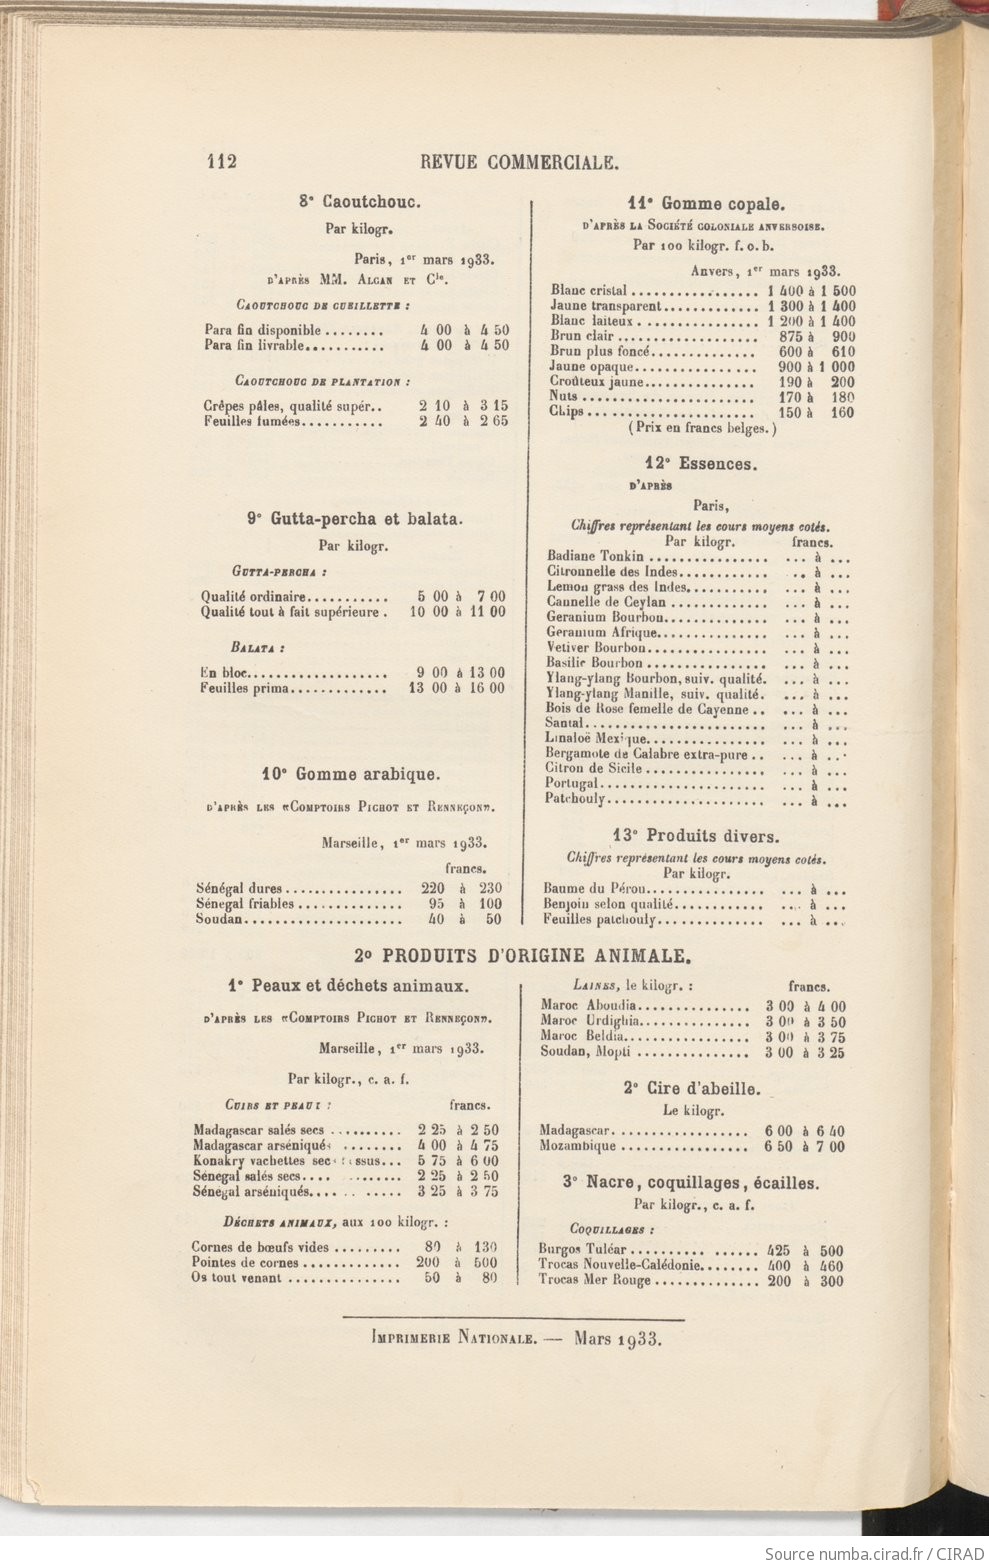 112
REVUE COMMERCIALE.
8° Caoutchouc.
Par kilogr.
Paris, 1er mars 1933.
D'APRÈS MM. ALCAN ET Cie.
CAOUTCHOUC DE CUEILLETTE :
Para fin disponible ........ 4 00 à 4 50
Para fin livrable........... 4 00 à 4 50
CAOUTCHOUC DE PLANTATION :
Crêpes pâles, qualité supér.. 2 10 à 3 15
Feuilles fumées........... 2 40 à 2 65
9° Gutta-percha et balata.
Par kilogr.
GUTTA-PERCHA :
Qualité ordinaire........... 5 00 à 7 00
Qualité tout à fait supérieure . 10 00 à 11 00
BALATA :
En bloc................... 9 00 à 13 00
Feuilles prima............. 13 00 à 16 00
10° Gomme arabique.
D'APRÈS LES «COMPTOIRS PICHOT ET RENNEÇON».
Marseille, 1er mars 1933.
francs.
Sénégal dures............... 220 à 230
Sénégal friables .............. 95 à 100
Soudan...................... 40 à 50
11° Gomme copale.
D'APRÈS LA SOCIÉTÉ COLONIALE ANVERSOISE.
Par 100 kilogr. f. o. b.
Anvers, 1er mars 1933.
Blanc cristal ................. 1 400 à 1 500
Jaune transparent............. 1 300 à 1 400
Blanc laiteux ................ 1 200 à 1 400
Brun clair ................... 875 à 900
Brun plus foncé.............. 600 à 610
Jaune opaque................ 900 à 1 000
Croûteux jaune............... 190 à 200
Nuts ....................... 170 à 180
Chips...................... 150 à 160
(Prix en francs belges.)
12° Essences.
D'APRÈS
Paris,
Chiffres représentant les cours moyens cotés.
Par kilogr. francs.
Badiane Tonkin ................ ... à ...
Citronnelle des Indes............ ... à ...
Lemon grass des Indes........... ... à ...
Cannelle de Ceylan ............. ... à ...
Geranium Bourbon.............. ... à ...
Geranium Afrique............... ... à ...
Vetiver Bourbon................ ... à ...
Basilic Bourbon ................ ... à ...
Ylang-ylang Bourbon, suiv. qualité. ... à ...
Ylang-ylang Manille, suiv. qualité. ... à ...
Bois de Rose femelle de Cayenne .. ... à ...
Santal........................ ... à ...
Linaloë Mexique................ ... à ...
Bergamote de Calabre extra-pure .. ... à ...
Citron de Sicile ................ ... à ...
Portugal...................... ... à ...
Patchouly..................... ... à ...
13° Produits divers.
Chiffres représentant les cours moyens cotés.
Par kilogr.
Baume du Pérou................ ... à ...
Benjoin selon qualité............ ... à ...
Feuilles patchouly............... ... à ...
2° PRODUITS D'ORIGINE ANIMALE.
1° Peaux et déchets animaux.
D'APRÈS LES «COMPTOIRS PICHOT ET RENNEÇON».
Marseille, 1er mars 1933.
Par kilogr., c. a. f.
CUIRS ET PEAUX : francs.
Madagascar salés secs .......... 2 25 à 2 50
Madagascar arséniqués ........ 4 00 à 4 75
Konakry vachettes secs ... 5 75 à 6 00
Sénégal salés secs.... ........ 2 25 à 2 50
Sénégal arséniqués.... .. ..... 3 25 à 3 75
DÉCHETS ANIMAUX, aux 100 kilogr. :
Cornes de bœufs vides ......... 80 à 130
Pointes de cornes ............. 200 à 500
Os tout venant ............... 50 à 80
LAINES, le kilogr. : francs.
Maroc Aboudia............... 3 00 à 4 00
Maroc Urdighia............... 3 00 à 3 50
Maroc Beldia................. 3 00 à 3 75
Soudan, Mopti ............... 3 00 à 3 25
2° Cire d'abeille.
Le kilogr.
Madagascar.................. 6 00 à 6 40
Mozambique ................. 6 50 à 7 00
3° Nacre, coquillages, écailles.
Par kilogr., c. a. f.
COQUILLAGES :
Burgos Tuléar.......... ...... 425 à 500
Trocas Nouvelle-Calédonie........ 400 à 460
Trocas Mer Rouge .............. 200 à 300
IMPRIMERIE NATIONALE. — Mars 1933.
Source numba.cirad.fr / CIRAD